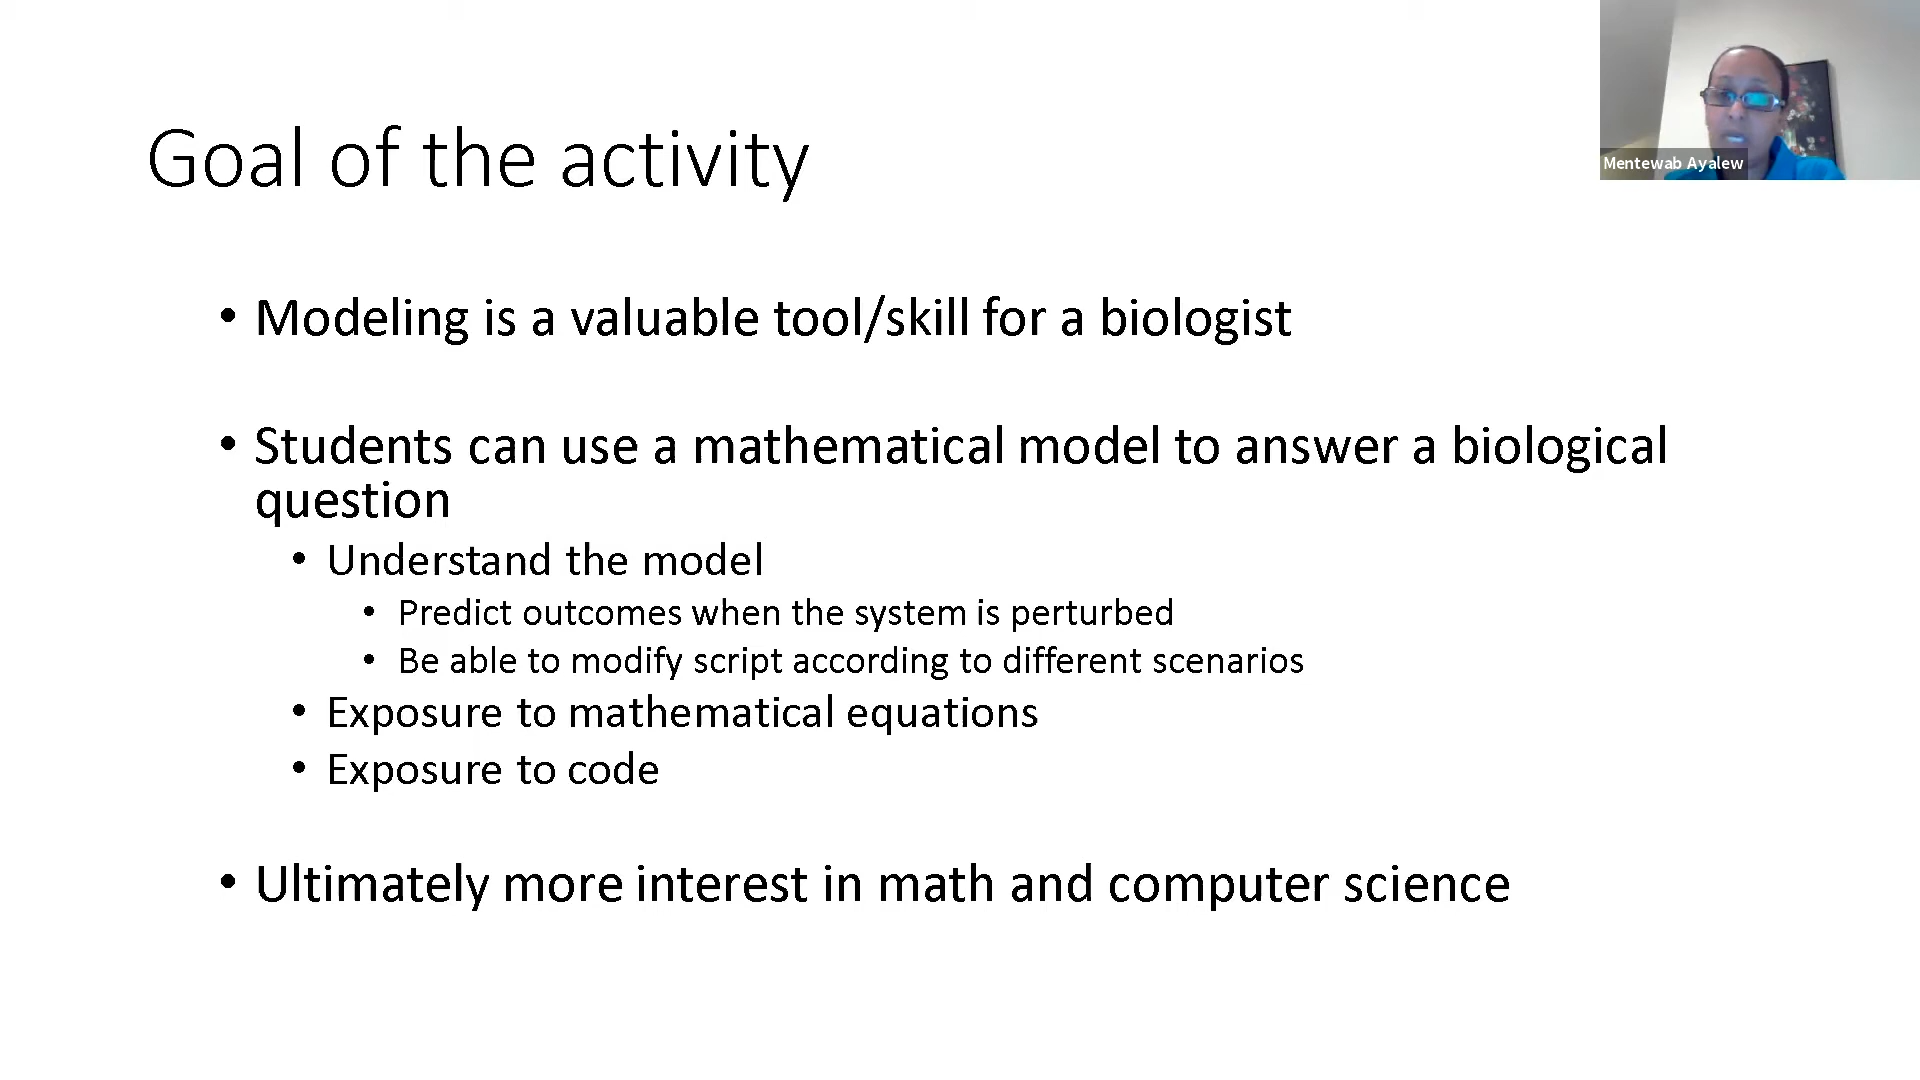 Goal of the activity
Mentewab Ayalew
• Modeling is a valuable tool/skill for a biologist
• Students can use a mathematical model to answer a biological
question
• Understand the model
• Predict outcomes when the system is perturbed
• Be able to modify script according to different scenarios
• Exposure to mathematical equations
• Exposure to code
• Ultimately more interest in math and computer science